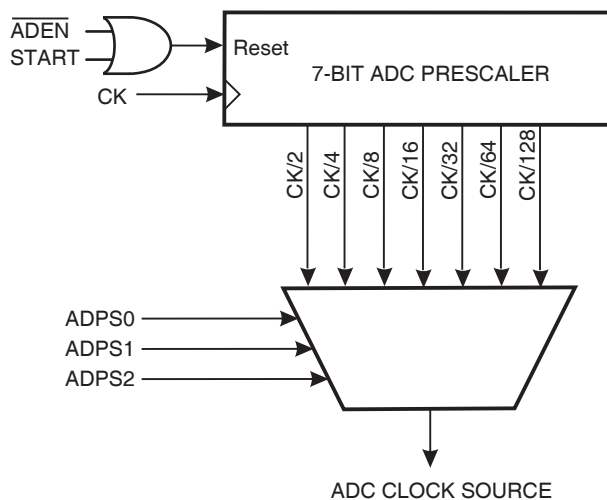 ADEN
START
Reset
7-BIT ADC PRESCALER
CK
CK/2
CK/4
CK/8
CK/16
CK/32
CK/64
CK/128
ADPS0
ADPS1
ADPS2
ADC CLOCK SOURCE